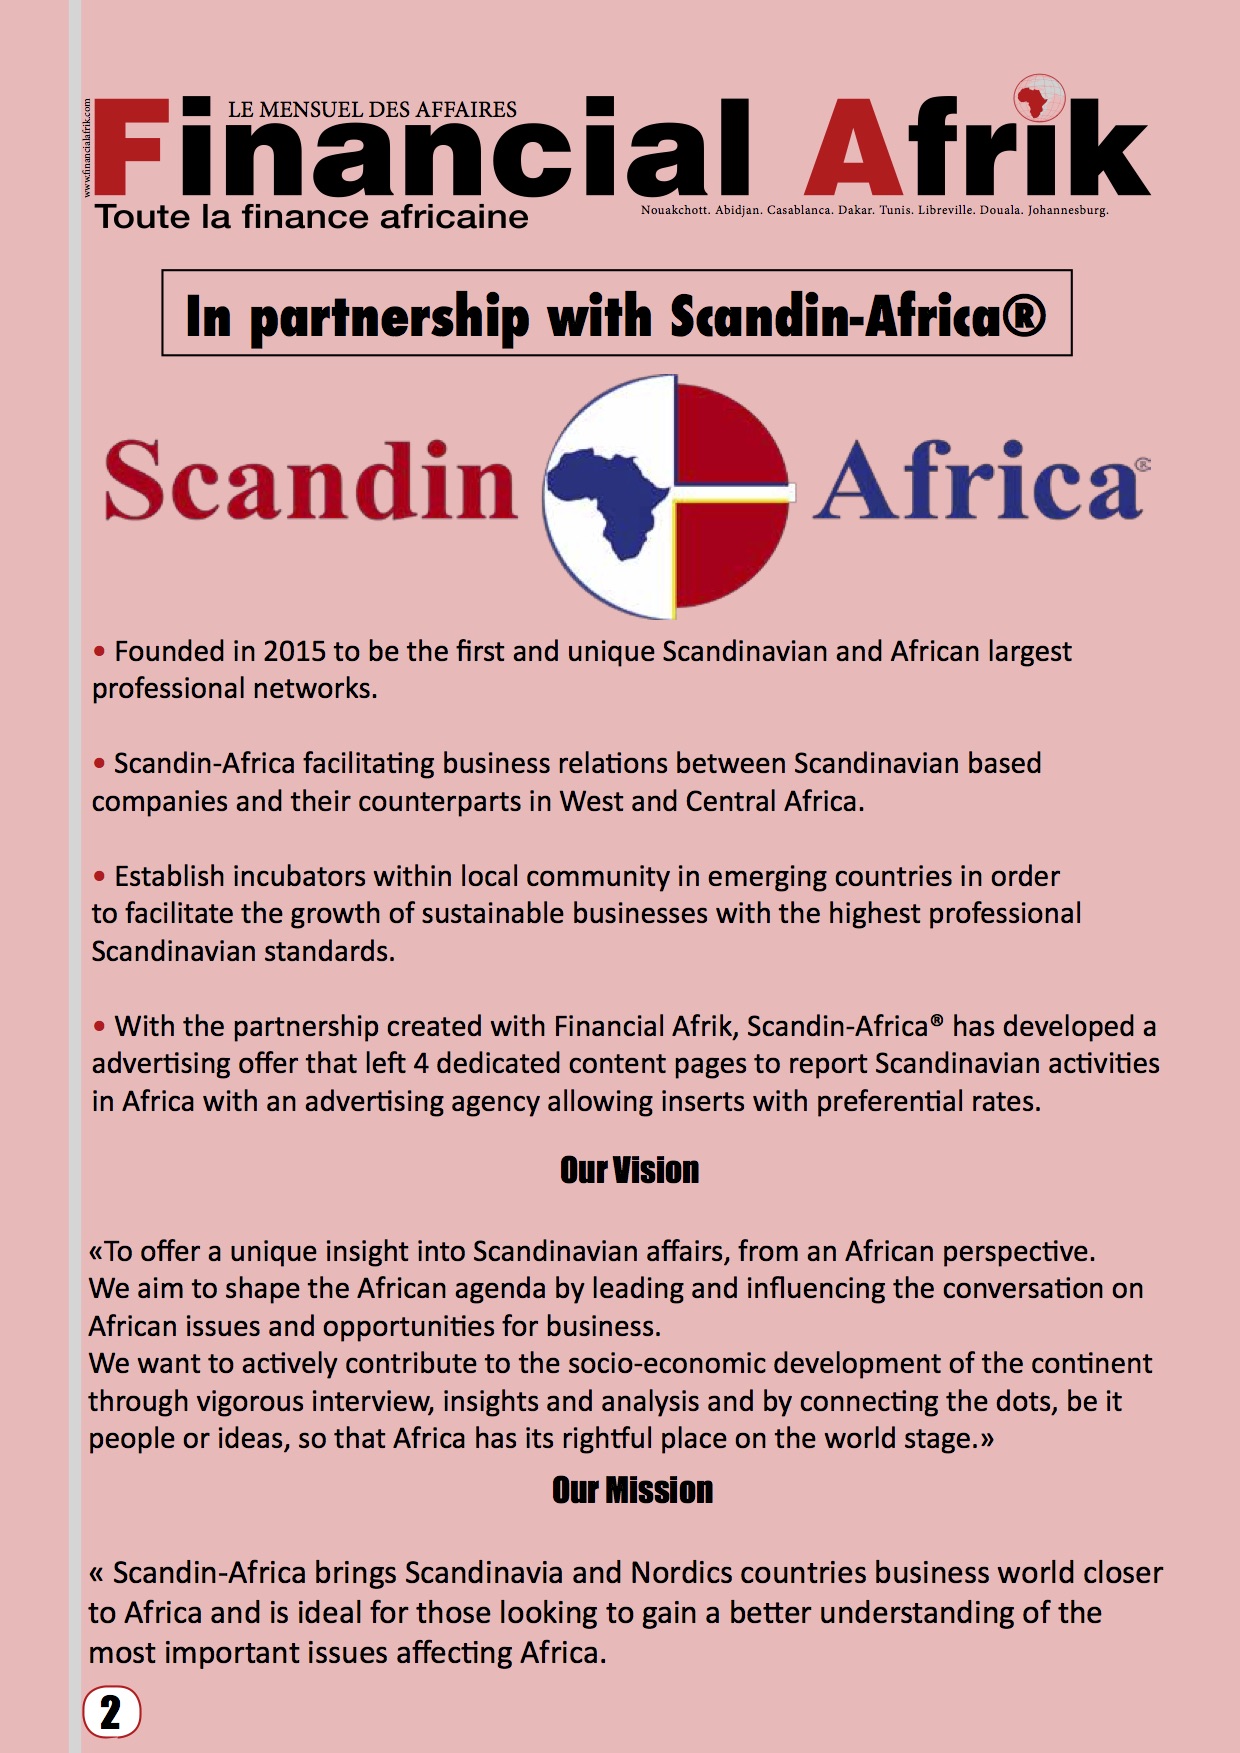 www.financialafrik.com
LE MENSUEL DES AFFAIRES
Financial Afrik
Toute la finance africaine
Nouakchott. Abidjan. Casablanca. Dakar. Tunis. Libreville. Douala. Johannesburg.
In partnership with Scandin-Africa®
Scandin Africa®
• Founded in 2015 to be the first and unique Scandinavian and African largest
professional networks.
• Scandin-Africa facilitating business relations between Scandinavian based
companies and their counterparts in West and Central Africa.
• Establish incubators within local community in emerging countries in order
to facilitate the growth of sustainable businesses with the highest professional
Scandinavian standards.
• With the partnership created with Financial Afrik, Scandin-Africa® has developed a
advertising offer that left 4 dedicated content pages to report Scandinavian activities
in Africa with an advertising agency allowing inserts with preferential rates.
Our Vision
«To offer a unique insight into Scandinavian affairs, from an African perspective.
We aim to shape the African agenda by leading and influencing the conversation on
African issues and opportunities for business.
We want to actively contribute to the socio-economic development of the continent
through vigorous interview, insights and analysis and by connecting the dots, be it
people or ideas, so that Africa has its rightful place on the world stage.»
Our Mission
« Scandin-Africa brings Scandinavia and Nordics countries business world closer
to Africa and is ideal for those looking to gain a better understanding of the
most important issues affecting Africa.
2